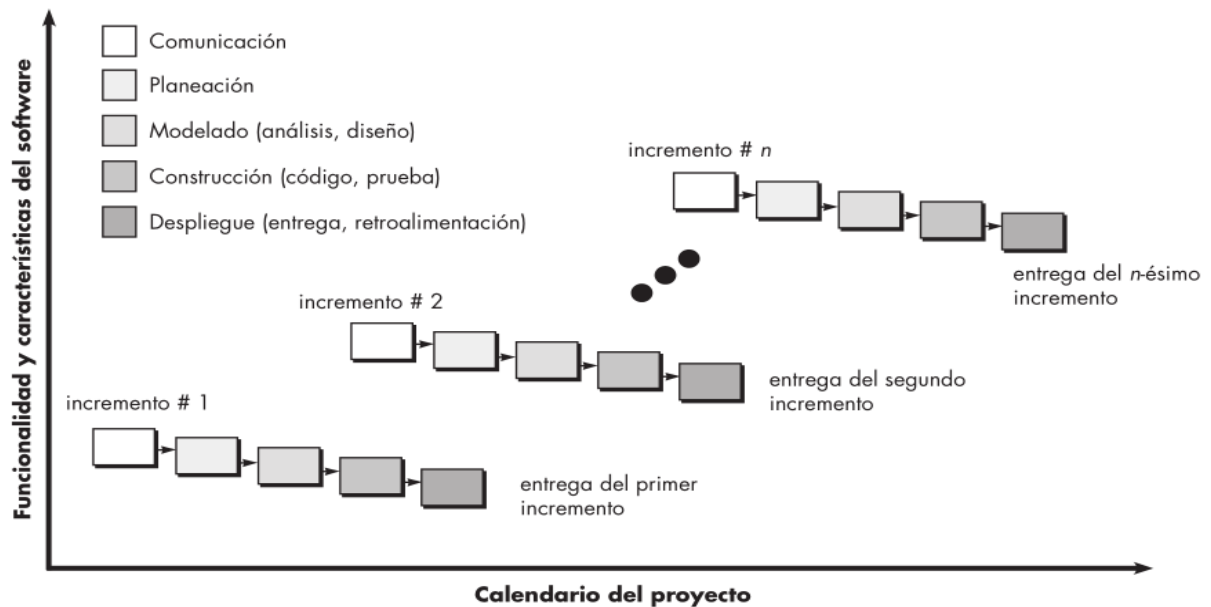 Funcionalidad y características del software
Comunicación
Planeación
Modelado (análisis, diseño)
Construcción (código, prueba)
Despliegue (entrega, retroalimentación)
incremento # n
entrega del n-ésimo
incremento
incremento # 2
entrega del segundo
incremento
incremento # 1
entrega del primer
incremento
Calendario del proyecto